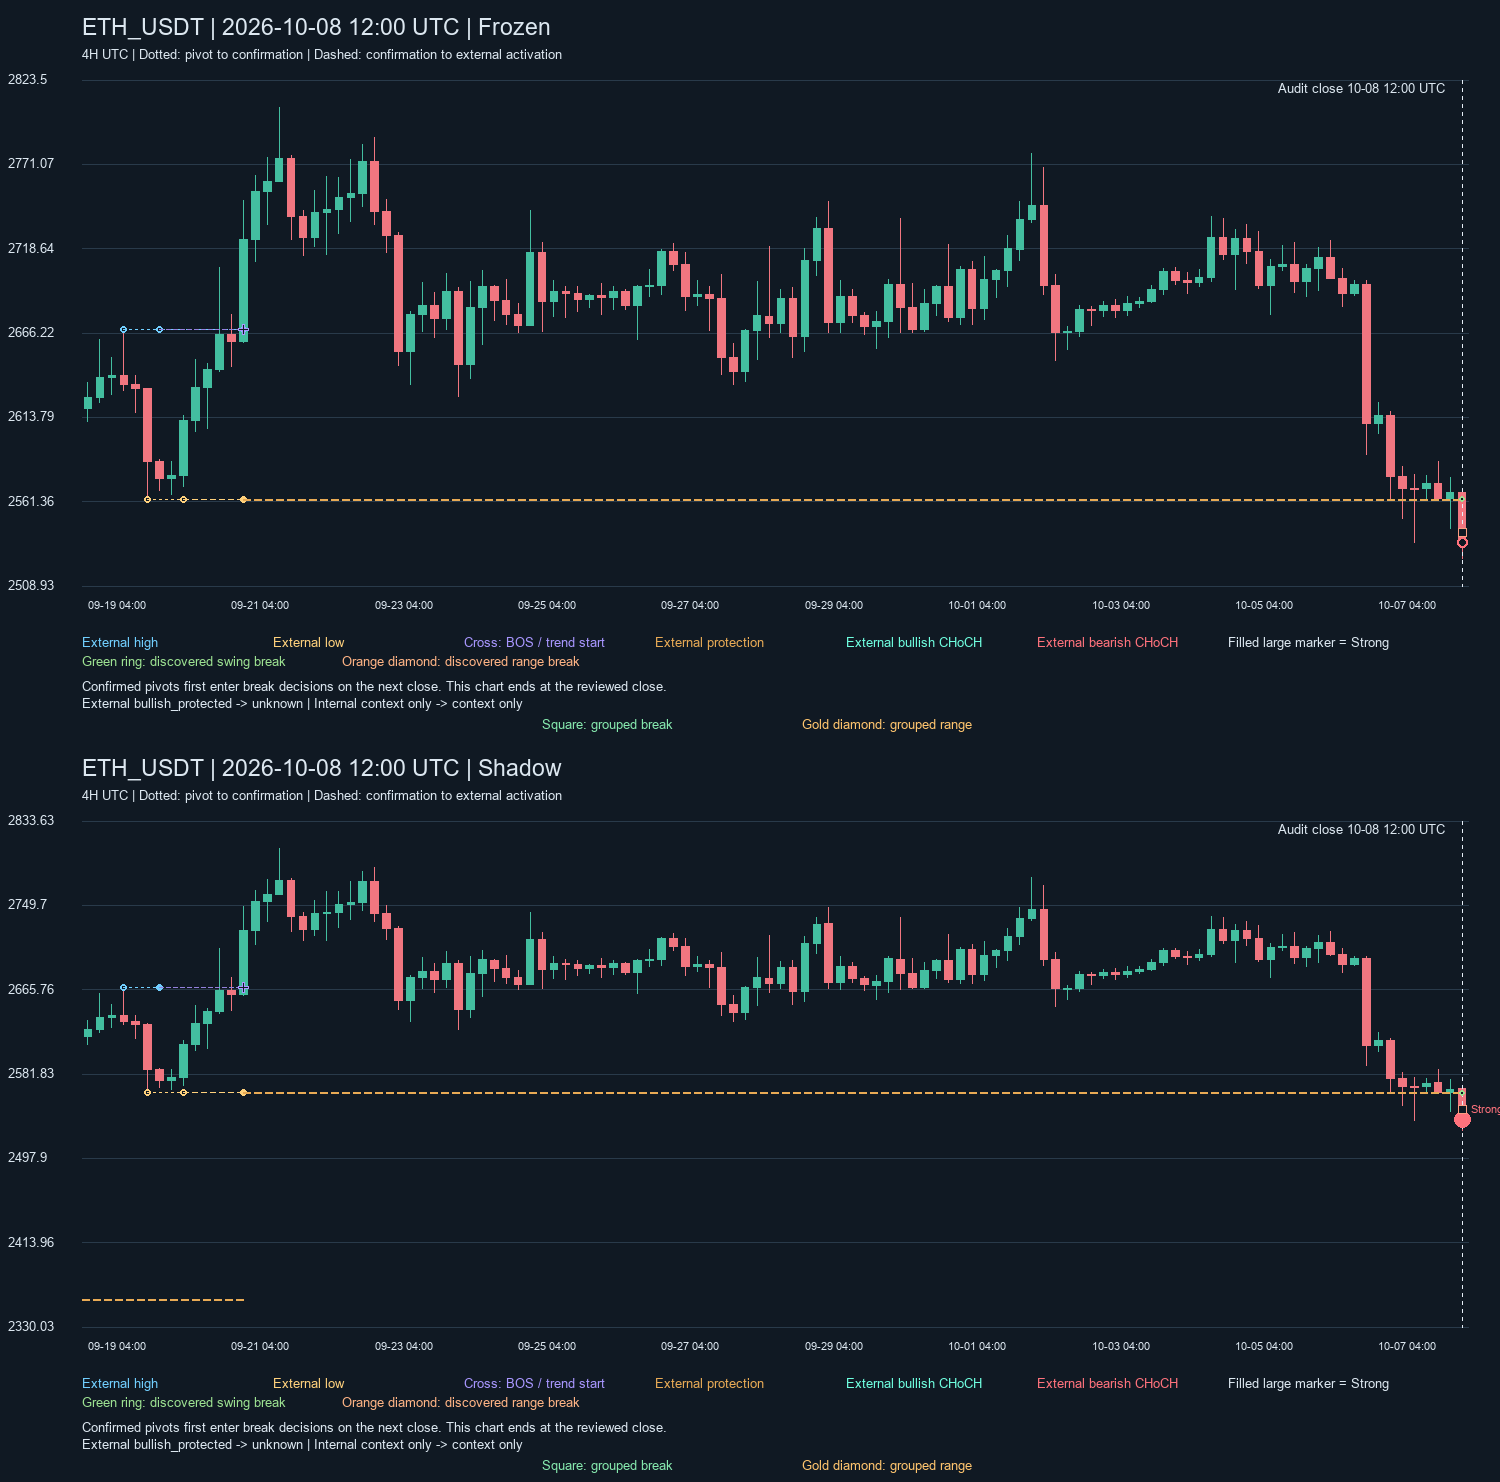 ETH_USDT | 2026-10-08 12:00 UTC | Frozen
4H UTC | Dotted: pivot to confirmation | Dashed: confirmation to external activation
2823.5
Audit close 10-08 12:00 UTC
2771.07
2718.64
2666.22
2613.79
2561.36
2508.93
09-19 04:00 09-21 04:00 09-23 04:00 09-25 04:00 09-27 04:00 09-29 04:00 10-01 04:00 10-03 04:00 10-05 04:00 10-07 04:00
External high External low Cross: BOS / trend start External protection External bullish CHoCH External bearish CHoCH Filled large marker = Strong
Green ring: discovered swing break Orange diamond: discovered range break
Confirmed pivots first enter break decisions on the next close. This chart ends at the reviewed close.
External bullish_protected -> unknown | Internal context only -> context only
Square: grouped break Gold diamond: grouped range
ETH_USDT | 2026-10-08 12:00 UTC | Shadow
4H UTC | Dotted: pivot to confirmation | Dashed: confirmation to external activation
2833.63
Audit close 10-08 12:00 UTC
2749.7
2665.76
2581.83
Strong
2497.9
2413.96
2330.03
09-19 04:00 09-21 04:00 09-23 04:00 09-25 04:00 09-27 04:00 09-29 04:00 10-01 04:00 10-03 04:00 10-05 04:00 10-07 04:00
External high External low Cross: BOS / trend start External protection External bullish CHoCH External bearish CHoCH Filled large marker = Strong
Green ring: discovered swing break Orange diamond: discovered range break
Confirmed pivots first enter break decisions on the next close. This chart ends at the reviewed close.
External bullish_protected -> unknown | Internal context only -> context only
Square: grouped break Gold diamond: grouped range